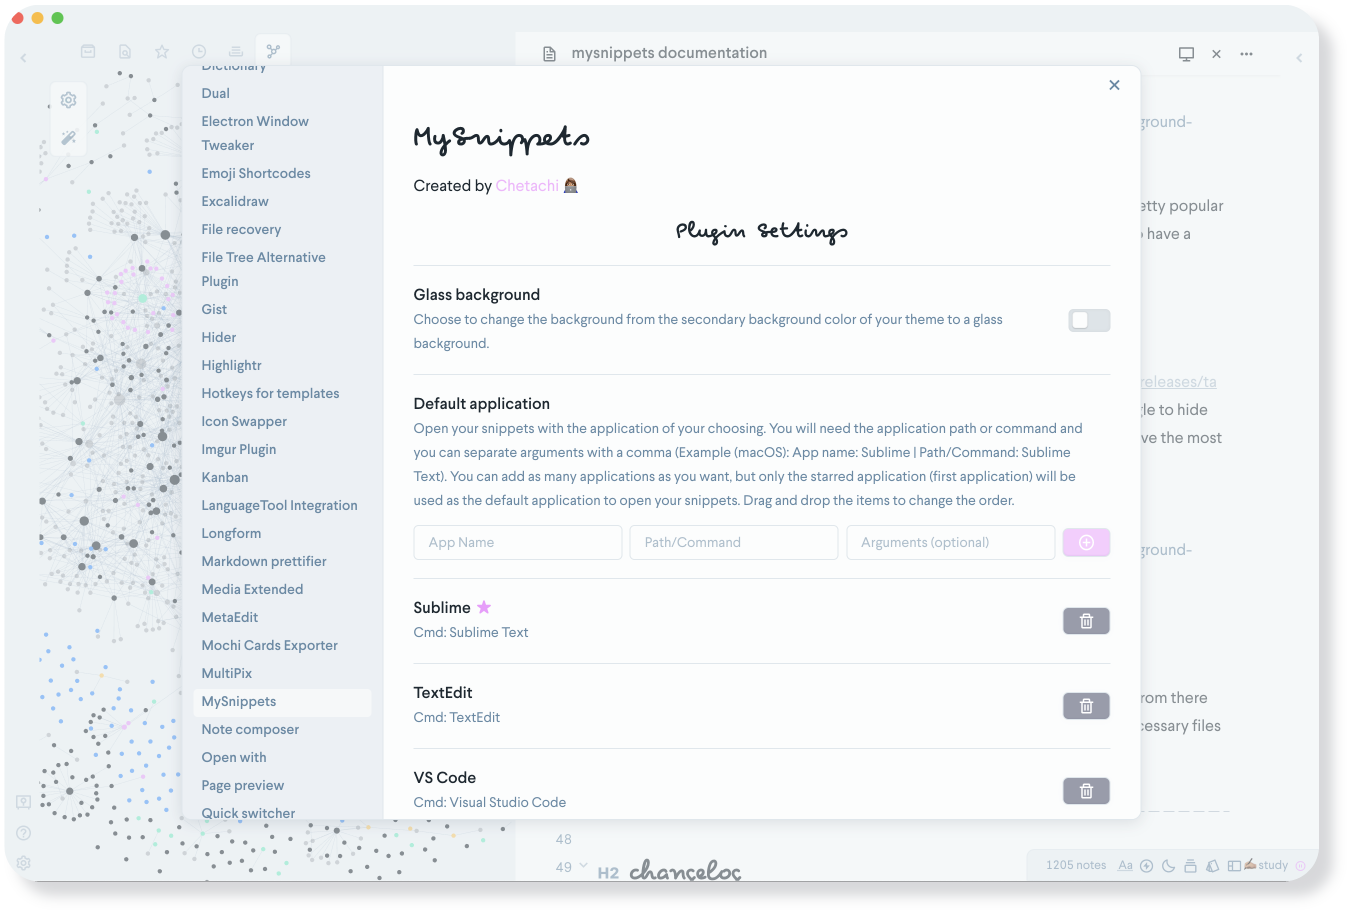 mysnippets documentation
Dictionary
Dual
Electron Window
Tweaker
Emoji Shortcodes
Excalidraw
File recovery
File Tree Alternative
Plugin
Gist
Hider
Highlightr
Hotkeys for templates
Icon Swapper
Imgur Plugin
Kanban
LanguageTool Integration
Longform
Markdown prettifier
Media Extended
MetaEdit
Mochi Cards Exporter
MultiPix
MySnippets
Note composer
Open with
Page preview
Quick switcher
MySnippets
Created by Chetachi
Plugin Settings
Glass background
Choose to change the background from the secondary background color of your theme to a glass
background.
Default application
Open your snippets with the application of your choosing. You will need the application path or command and
you can separate arguments with a comma (Example (macOS): App name: Sublime | Path/Command: Sublime
Text). You can add as many applications as you want, but only the starred application (first application) will be
used as the default application to open your snippets. Drag and drop the items to change the order.
App Name
Path/Command
Arguments (optional)
Sublime
Cmd: Sublime Text
TextEdit
Cmd: TextEdit
VS Code
Cmd: Visual Studio Code
ground-
etty popular
have a
releases/ta
gle to hide
ve the most
ground-
rom there
cessary files
48
49
H2 changelog
1205 notes
Aa
study